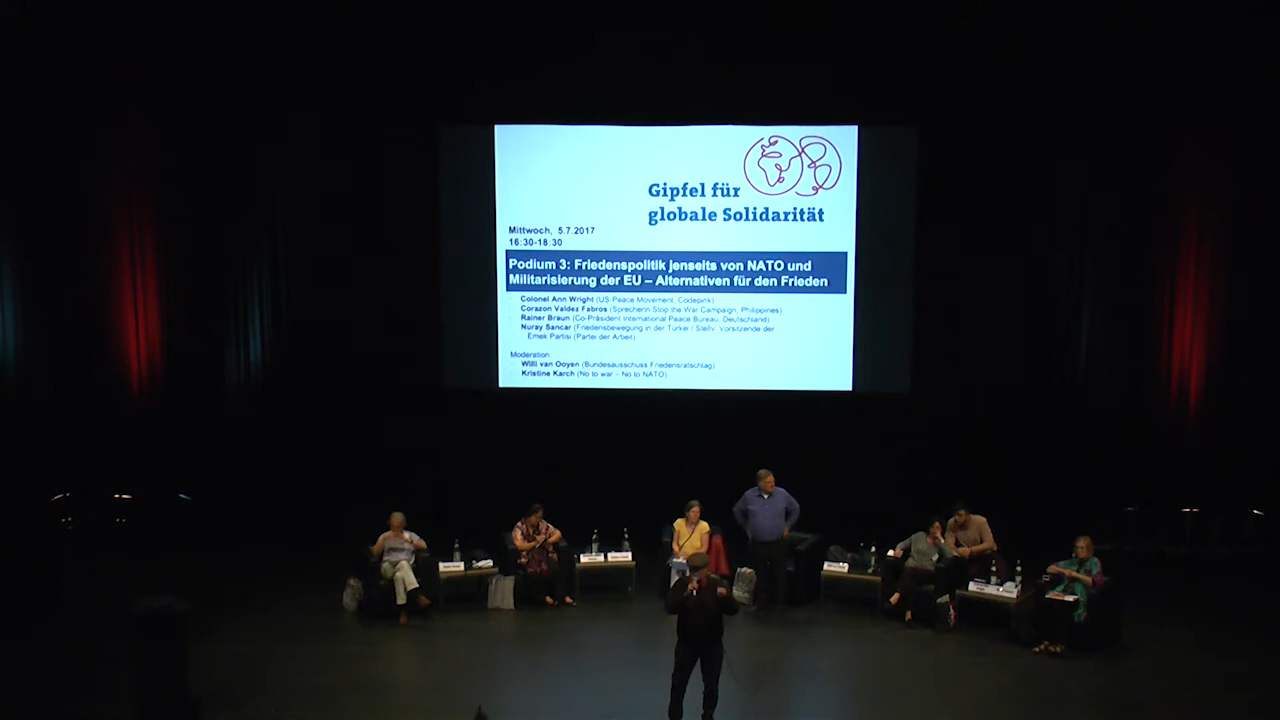 Gipfel für
globale Solidarität
Mittwoch, 5.7.2017
16:30-18:30
Podium 3: Friedenspolitik jenseits von NATO und
Militarisierung der EU – Alternativen für den Frieden
Colonel Ann Wright (US-Peace Movement, Codepink)
Corazon Valdez Fabros (Sprecherin Stop the War Campaign, Philippines)
Rainer Braun (Co-Präsident International Peace Bureau, Deutschland)
Nuray Sancar (Friedensbewegung in der Türkei / Stellv. Vorsitzende der
Emek Partisi (Partei der Arbeit)
Moderation:
Willi van Ooyen (Bundesausschuss Friedensratschlag)
Kristine Karch (No to war – No to NATO)